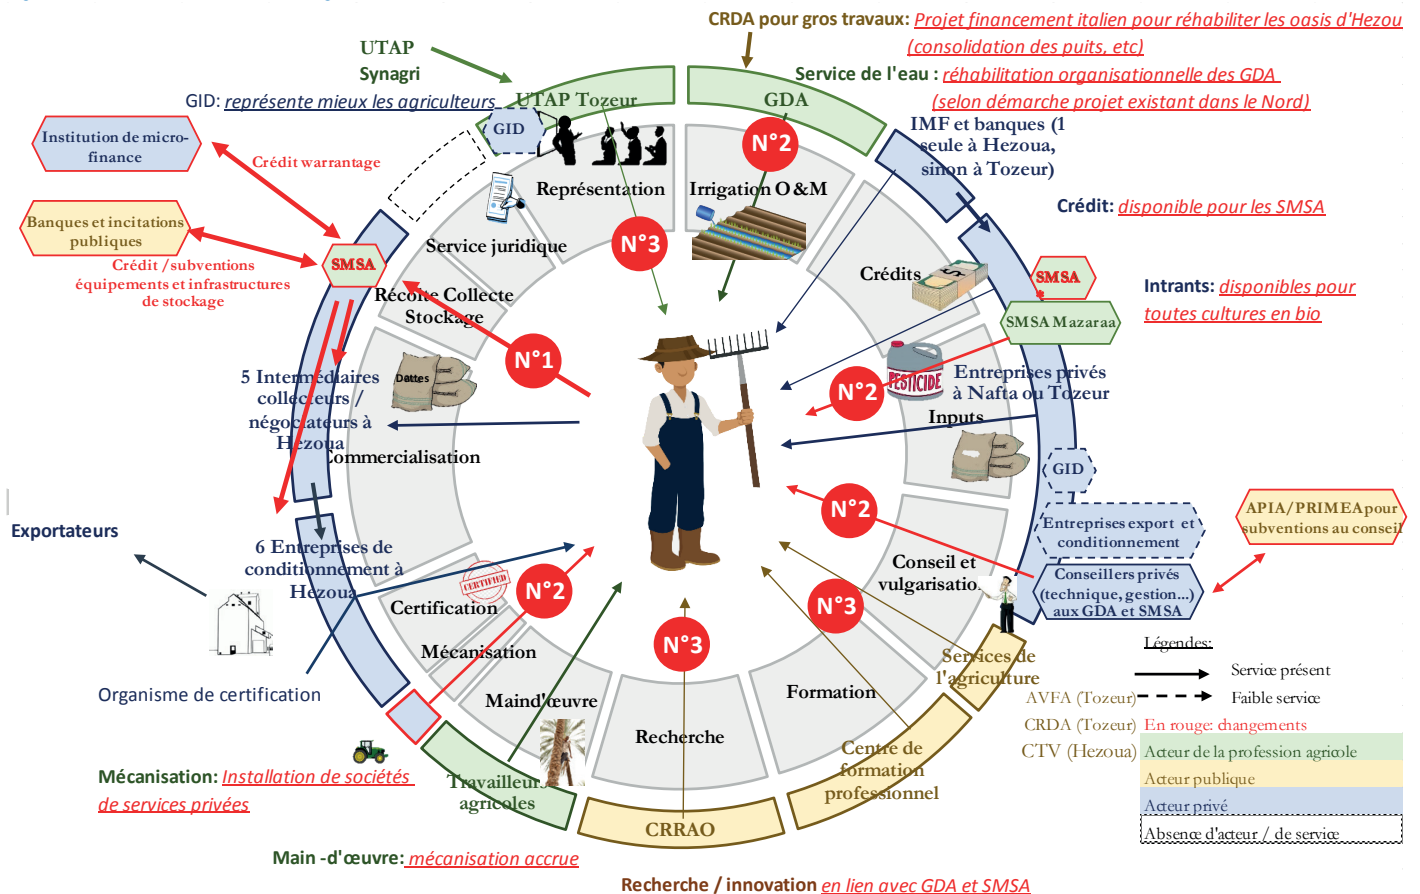 CRDA pour gros travaux: Projet financement italien pour réhabiliter les oasis d'Hezou
(consolidation des puits, etc)
UTAP
Synagri
Service de l'eau : réhabilitation organisationnelle des GDA
(selon démarche projet existant dans le Nord)
GID: représente mieux les agriculteurs
UTAP Tozeur
GDA
GID
IMF et banques (1
seule à Hezoua,
sinon à Tozeur)
Institution de micro-
finance
Crédit warrantage
N°2
Représentation
Irrigation O &M
Crédit: disponible pour les SMSA
Banques et incitations
publiques
Service juridique
N°3
SMSA
Crédit /subventions
équipements et infrastructures
de stockage
Récolte Collecte
Stockage
Crédits
5
SMSA
Intrants: disponibles pour
toutes cultures en bio
SMSA Mazaraa
N°1
Dattes
5 Intermédiaires
collecteurs /
négociateurs à
Hezoua
PESTICIDE
N°2
Entreprises privés
à Nafta ou Tozeur
Inputs
Commercialisation
GID
Exportateurs
N°2
Entreprises export et
conditionnement
APIA/PRIMEA pour
subventions au conseil
6 Entreprises de
conditionnement à
Hezoua
CERTIFIED
Certification
N°2
Conseil et
vulgarisation
Conseillers privés
(technique, gestion...)
aux GDA et SMSA
N°3
N°3
Mécanisation
Légendes:
Service présent
Faible service
Services de
l'agriculture
AVFA (Tozeur)
CRDA (Tozeur)
CTV (Hezoua)
En rouge: changements
Acteur de la profession agricole
Acteur publique
Acteur privé
Absence d'acteur / de service
Organisme de certification
Maind'œuvre
Formation
Recherche
Centre de
formation
professionnel
Mécanisation: Installation de sociétés
de services privées
Travailleurs
agricoles
CRRAO
Main -d'œuvre: mécanisation accrue
Recherche / innovation en lien avec GDA et SMSA